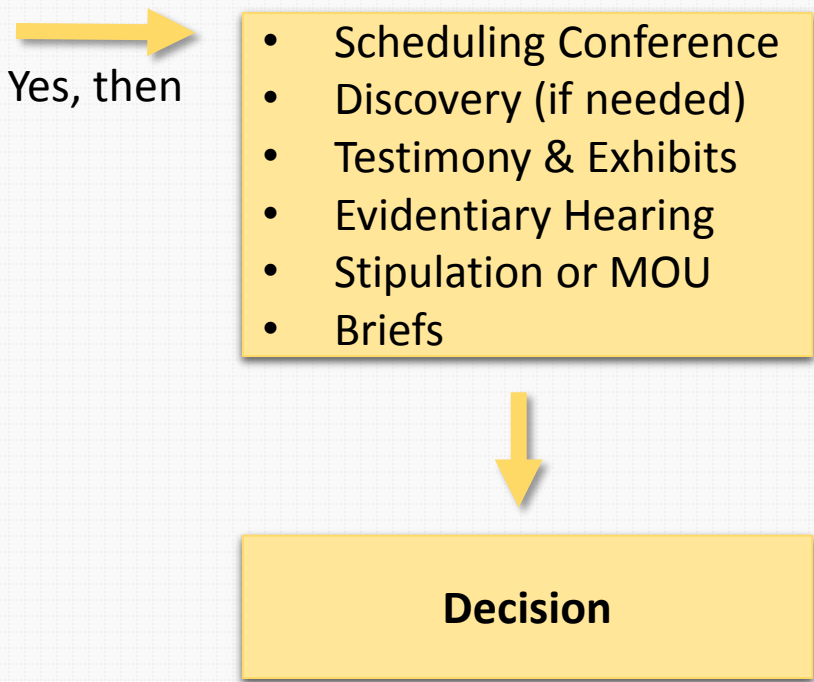 Yes, then
• Scheduling Conference
• Discovery (if needed)
• Testimony & Exhibits
• Evidentiary Hearing
• Stipulation or MOU
• Briefs
Decision